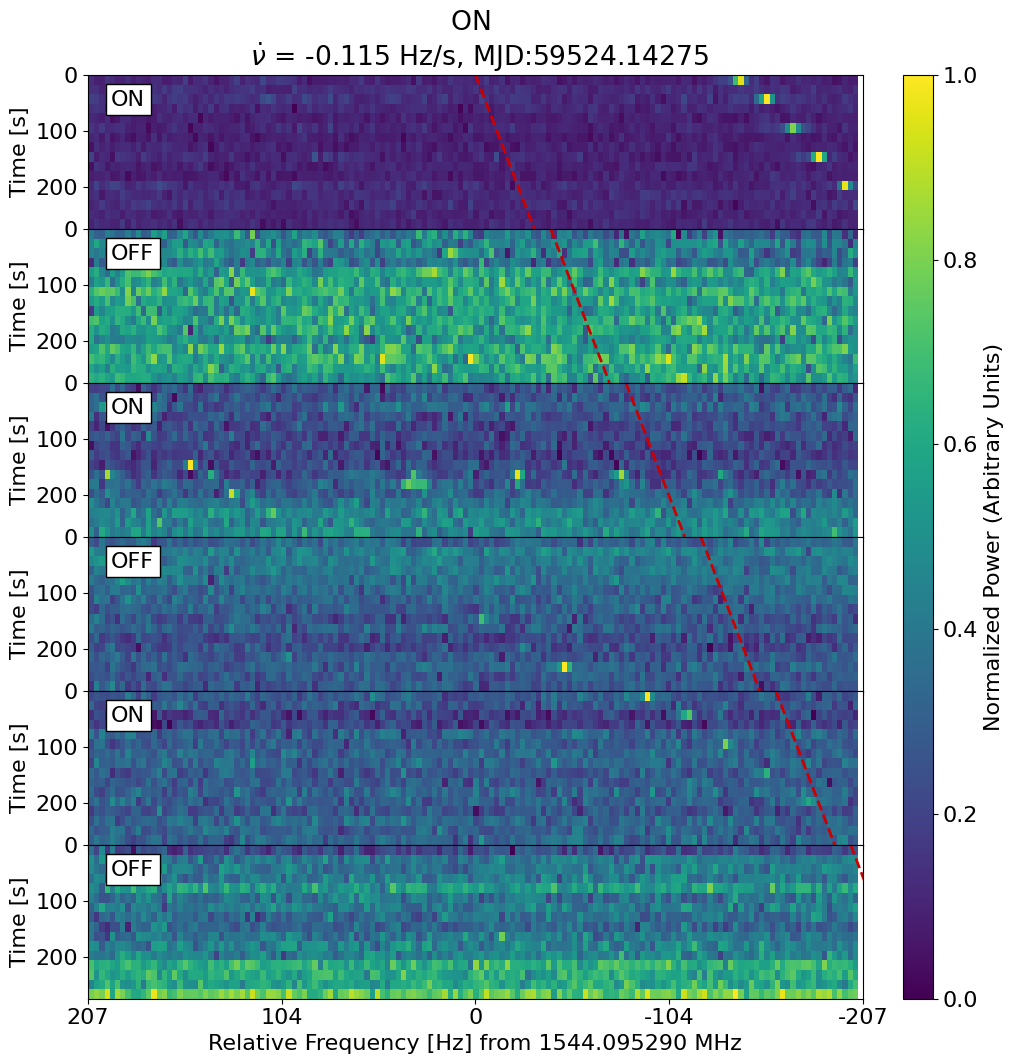 ON
ν̇ = -0.115 Hz/s, MJD:59524.14275
0
ON
100
200
Time [s]
0
OFF
100
200
Time [s]
0
ON
100
200
Time [s]
0
OFF
100
200
Time [s]
0
ON
100
200
Time [s]
0
OFF
100
200
Time [s]
207 104 0 -104 -207
Relative Frequency [Hz] from 1544.095290 MHz
1.0
0.8
0.6
0.4
0.2
0.0
Normalized Power (Arbitrary Units)